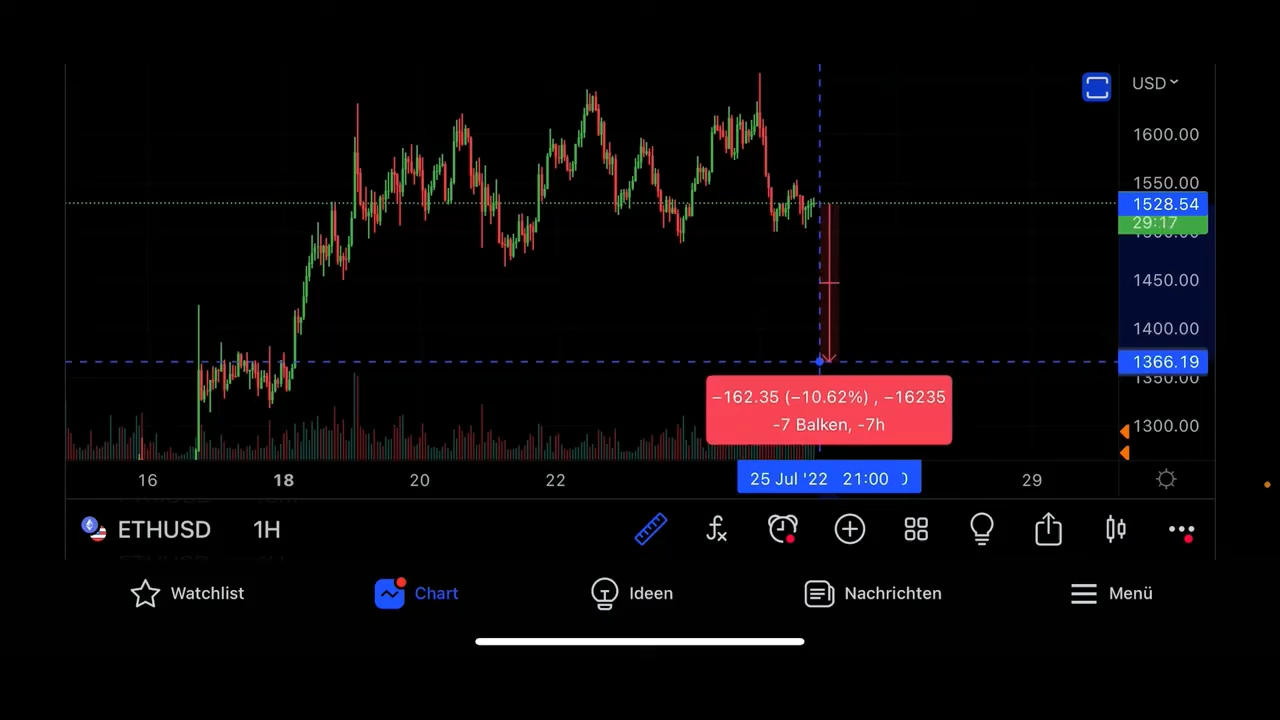 USD
1600.00
1550.00
1528.54
29:17
1500.00
1450.00
1400.00
1366.19
1350.00
1300.00
−162.35 (−10.62%) , −16235
-7 Balken, -7h
16
18
20
22
25 Jul '22 21:00
29
ETHUSD 1H
Watchlist
Chart
Ideen
Nachrichten
Menü